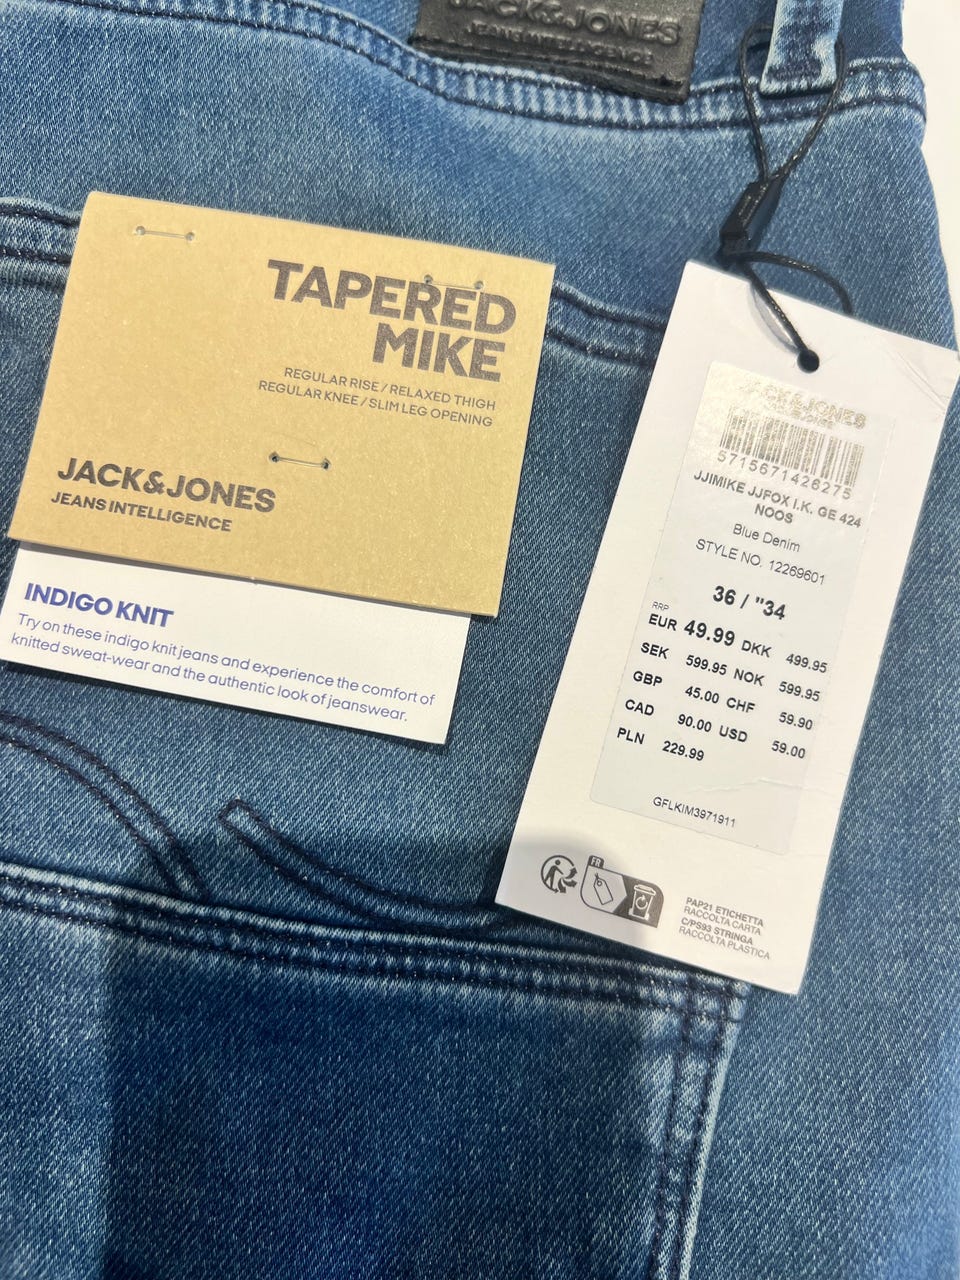 JACK&JONES
JEANS INTELLIGENCE
TAPERED
MIKE
REGULAR RISE / RELAXED THIGH
REGULAR KNEE / SLIM LEG OPENING
JACK&JONES
JEANS INTELLIGENCE
INDIGO KNIT
Try on these indigo knit jeans and experience the comfort of
knitted sweat-wear and the authentic look of jeanswear.
JACK&JONES
5715671426275
JJIMIKE JJFOX I.K. GE 424
NOOS
Blue Denim
STYLE NO. 12269601
36 / "34
RRP
EUR 49.99 DKK 499.95
SEK 599.95 NOK 599.95
GBP 45.00 CHF 59.90
CAD 90.00 USD 59.00
PLN 229.99
GFLKIM3971911
FR
PAP21 ETICHETTA
RACCOLTA CARTA
C/PS93 STRINGA
RACCOLTA PLASTICA